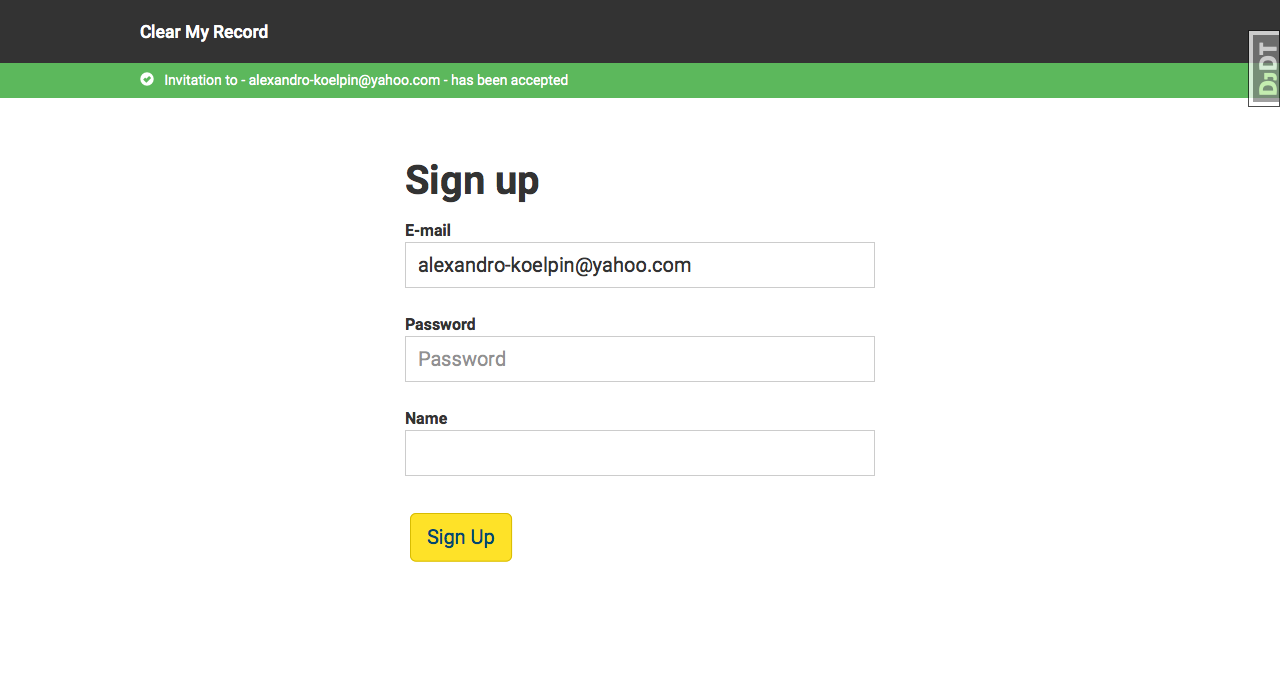 Clear My Record
Invitation to - alexandro-koelpin@yahoo.com - has been accepted
DjDT
Sign up
E-mail
alexandro-koelpin@yahoo.com
Password
Password
Name
Sign Up